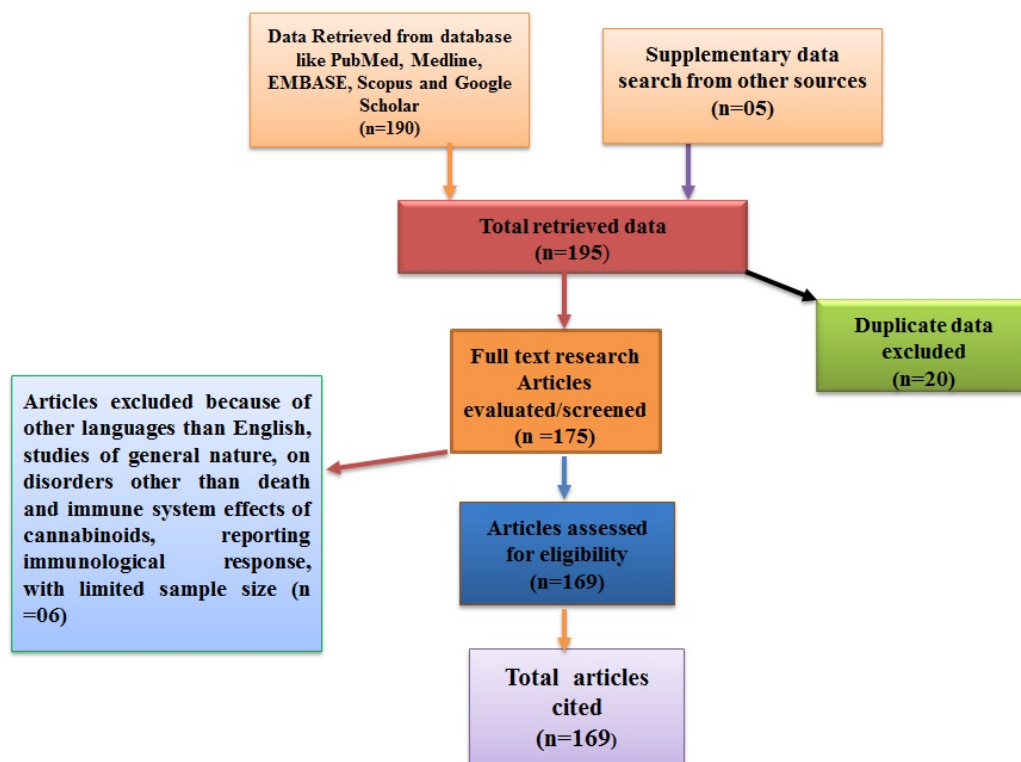 Data Retrieved from database
like PubMed, Medline,
EMBASE, Scopus and Google
Scholar
(n=190)
Supplementary data
search from other sources
(n=05)
Total retrieved data
(n=195)
Duplicate data
excluded
(n=20)
Full text research
Articles
evaluated/screened
(n =175)
Articles excluded because of
other languages than English,
studies of general nature, on
disorders other than death
and immune system effects of
cannabinoids, reporting
immunological response,
with limited sample size (n
=06)
Articles assessed
for eligibility
(n=169)
Total articles
cited
(n=169)